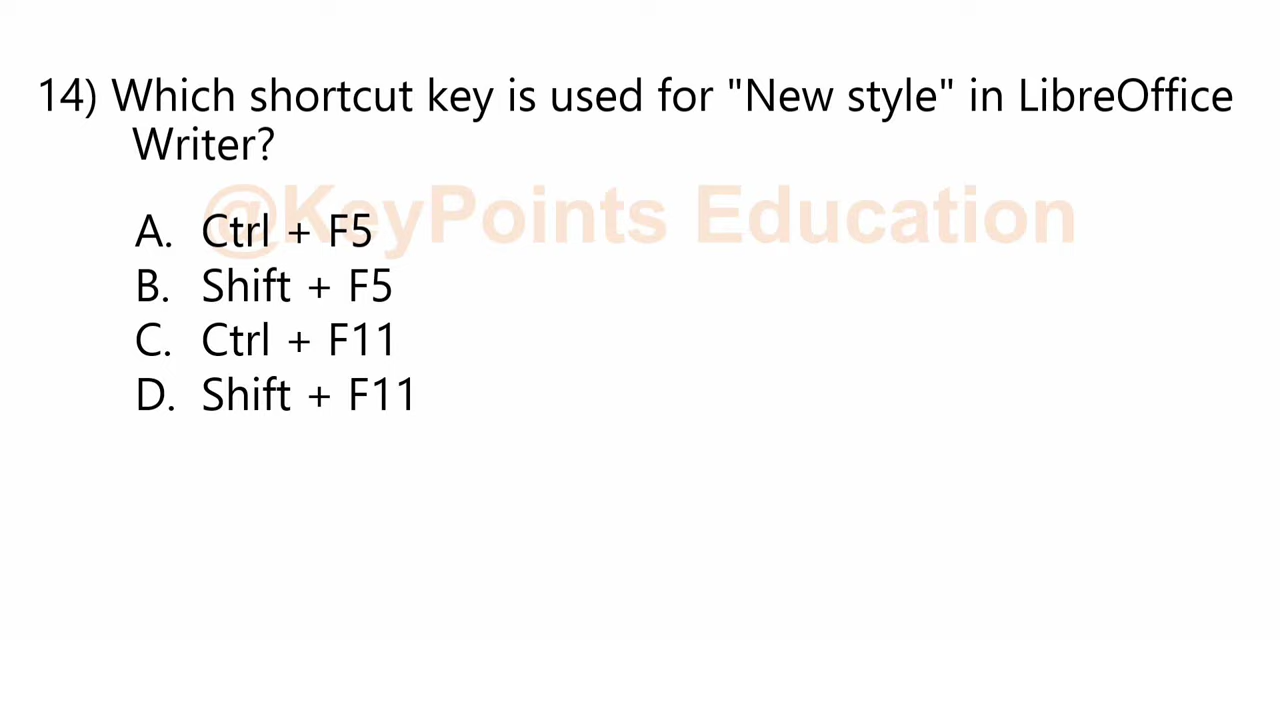 14) Which shortcut key is used for "New style" in LibreOffice
Writer?
@KeyPoints Education
A. Ctrl + F5
B. Shift + F5
C. Ctrl + F11
D. Shift + F11